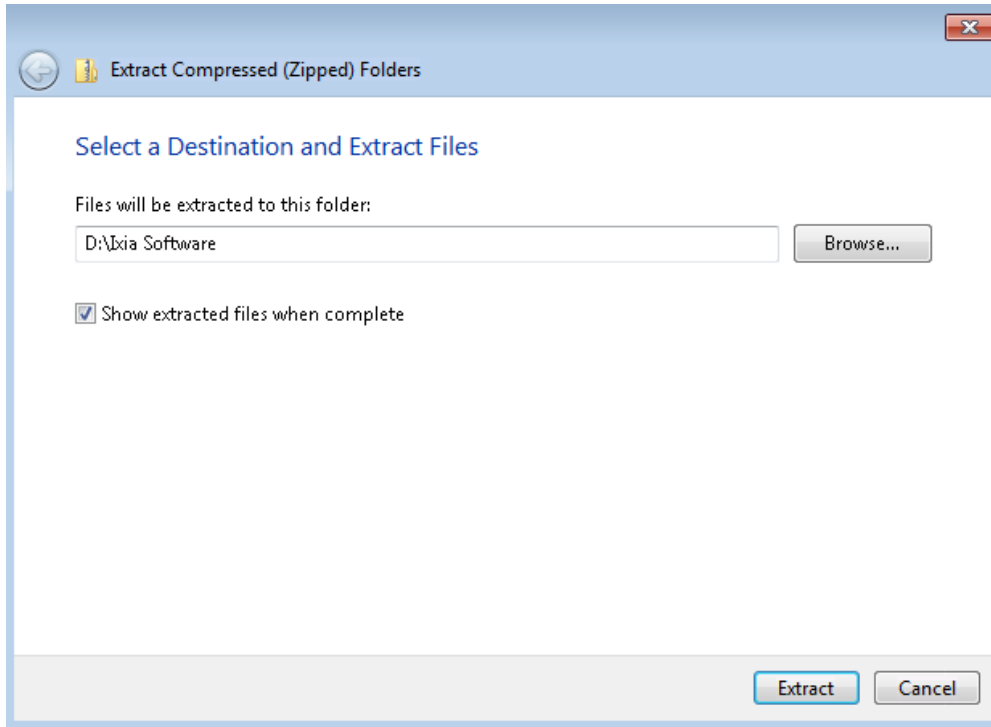 Extract Compressed (Zipped) Folders
Select a Destination and Extract Files
Files will be extracted to this folder:
D:\Ixia Software
Browse...
Show extracted files when complete
Extract
Cancel